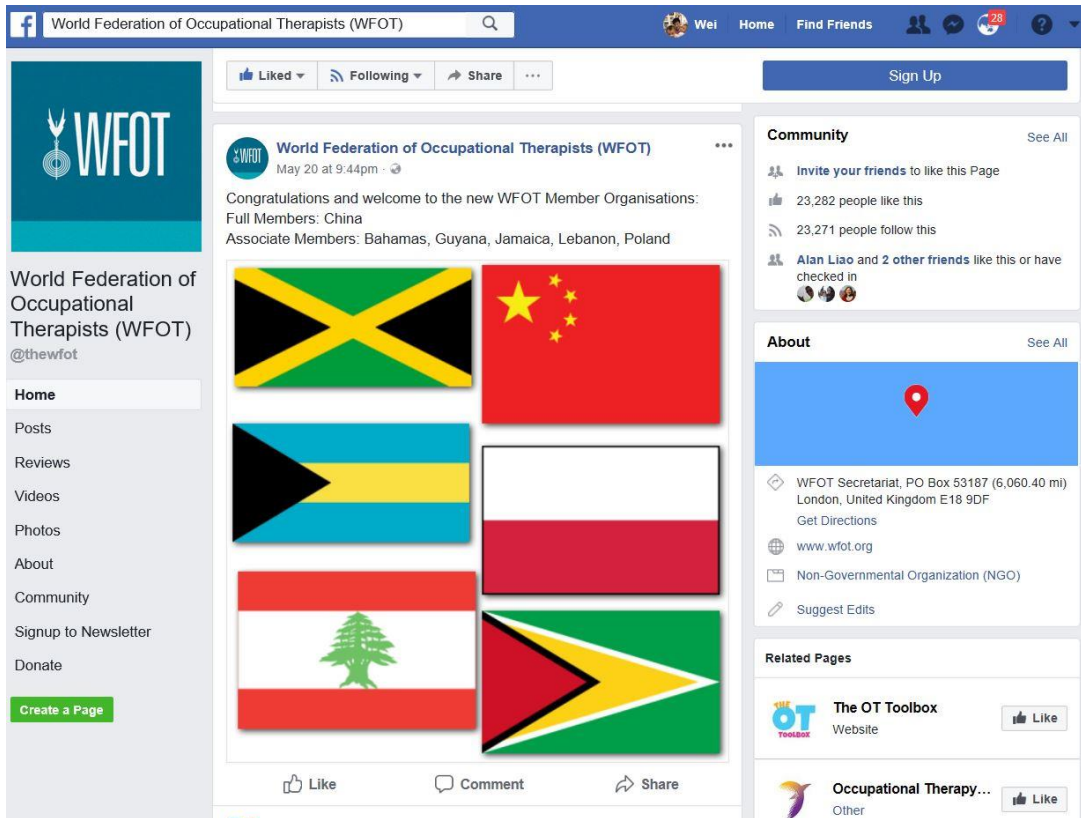 World Federation of Occupational Therapists (WFOT)
Wei Home Find Friends 28
WFOT
World Federation of
Occupational
Therapists (WFOT)
@thewfot
Home
Posts
Reviews
Videos
Photos
About
Community
Signup to Newsletter
Donate
Create a Page
Liked Following Share ...
Sign Up
WFOT
World Federation of Occupational Therapists (WFOT)
May 20 at 9:44pm ·
Congratulations and welcome to the new WFOT Member Organisations:
Full Members: China
Associate Members: Bahamas, Guyana, Jamaica, Lebanon, Poland
Like Comment Share
Community See All
Invite your friends to like this Page
23,282 people like this
23,271 people follow this
Alan Liao and 2 other friends like this or have
checked in
About See All
WFOT Secretariat, PO Box 53187 (6,060.40 mi)
London, United Kingdom E18 9DF
Get Directions
www.wfot.org
Non-Governmental Organization (NGO)
Suggest Edits
Related Pages
THE
OT
TOOLBOX
The OT Toolbox
Website
Like
Occupational Therapy...
Other
Like